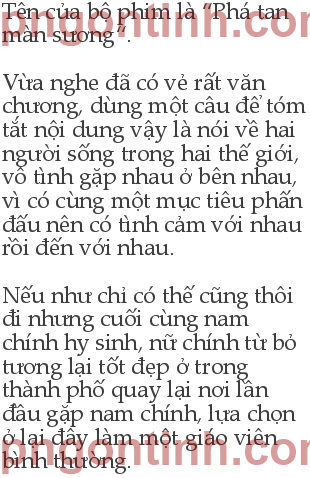 Tên của bộ phim là “Phá tan
màn sương”.
Vừa nghe đã có vẻ rất văn
chương, dùng một câu để tóm
tắt nội dung vậy là nói về hai
người sống trong hai thế giới,
vô tình gặp nhau ở bên nhau,
vì có cùng một mục tiêu phấn
đấu nên có tình cảm với nhau
rồi đến với nhau.
Nếu như chỉ có thế cũng thôi
đi nhưng cuối cùng nam
chính hy sinh, nữ chính từ bỏ
tương lại tốt đẹp ở trong
thành phố quay lại nơi lần
đầu gặp nam chính, lựa chọn
ở lại đây làm một giáo viên
bình thường.
pngontinh.com
pngontinh.com